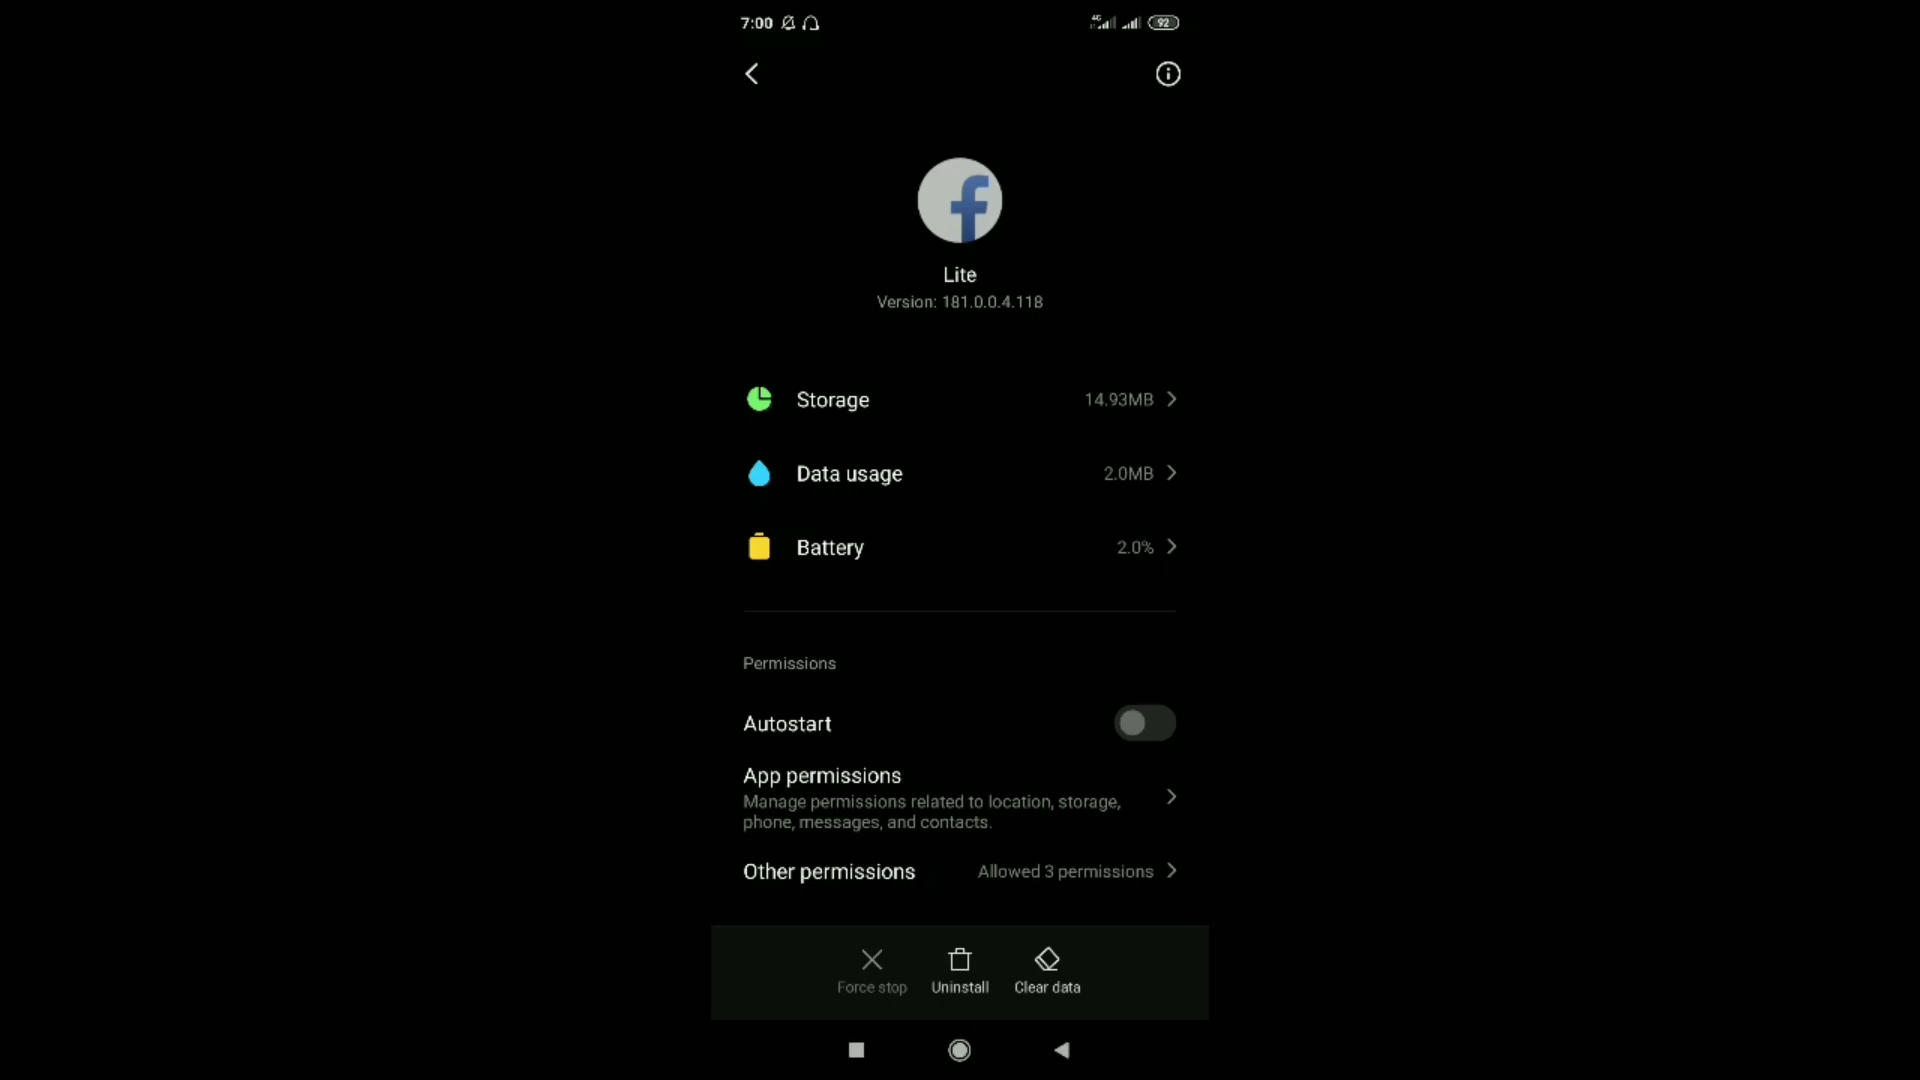 7:00 4G 92
Lite
Version: 181.0.0.4.118
Storage 14.93MB
Data usage 2.0MB
Battery 2.0%
Permissions
Autostart
App permissions
Manage permissions related to location, storage,
phone, messages, and contacts.
Other permissions Allowed 3 permissions
Force stop Uninstall Clear data